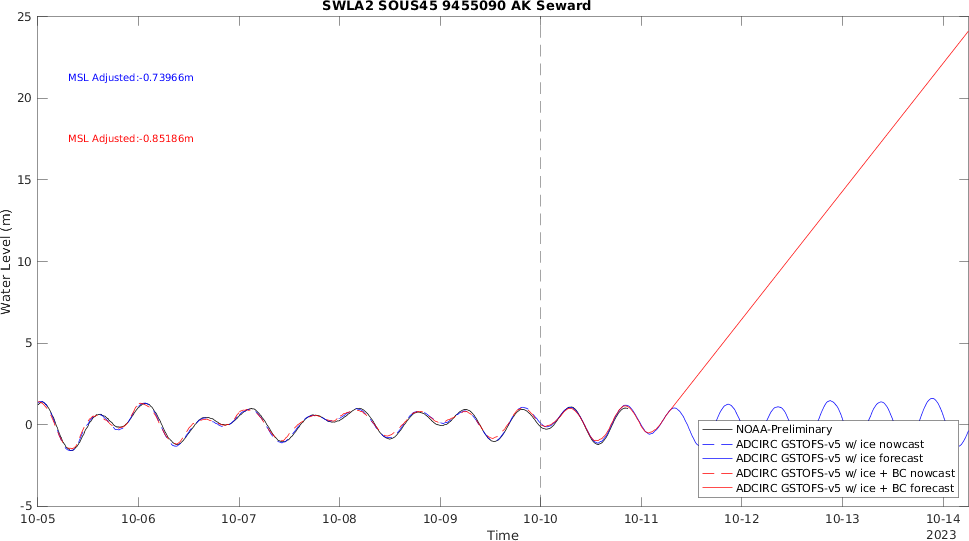 SWLA2 SOUS45 9455090 AK Seward
25
20
15
10
5
0
-5
Water Level (m)
MSL Adjusted:-0.73966m
MSL Adjusted:-0.85186m
NOAA-Preliminary
ADCIRC GSTOFS-v5 w/ ice nowcast
ADCIRC GSTOFS-v5 w/ ice forecast
ADCIRC GSTOFS-v5 w/ ice + BC nowcast
ADCIRC GSTOFS-v5 w/ ice + BC forecast
10-05 10-06 10-07 10-08 10-09 10-10 10-11 10-12 10-13 10-14
Time
2023